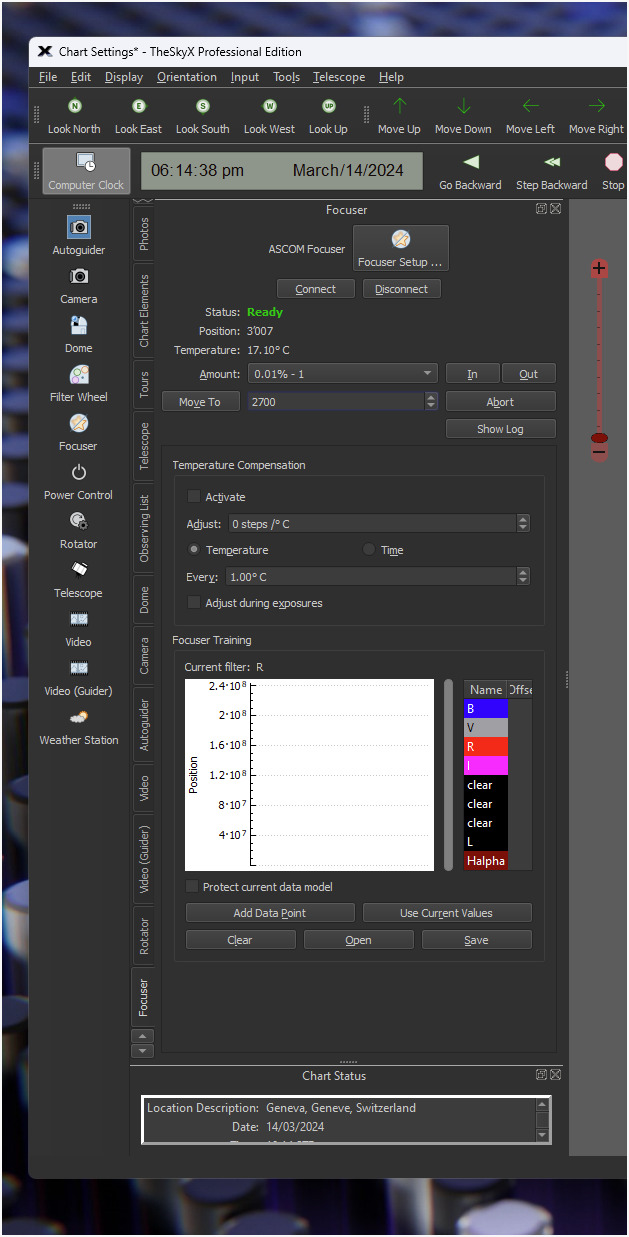 Chart Settings* - TheSkyX Professional Edition
File Edit Display Orientation Input Tools Telescope Help
N E S W UP
Look North Look East Look South Look West Look Up Move Up Move Down Move Left Move Right
Computer Clock 06:14:38 pm March/14/2024 Go Backward Step Backward Stop
Autoguider
Camera
Dome
Filter Wheel
Focuser
Power Control
Rotator
Telescope
Video
Video (Guider)
Weather Station
Photos
Chart Elements
Tours
Telescope
Observing List
Dome
Camera
Autoguider
Video
Video (Guider)
Rotator
Focuser
Focuser
ASCOM Focuser Focuser Setup ...
Connect Disconnect
Status: Ready
Position: 3'007
Temperature: 17.10° C
Amount: 0.01% - 1 In Out
Move To 2700 Abort
Show Log
Temperature Compensation
Activate
Adjust: 0 steps /° C
Temperature Time
Every: 1.00° C
Adjust during exposures
Focuser Training
Current filter: R
Position
2.4·10⁸
2·10⁸
1.6·10⁸
1.2·10⁸
8·10⁷
4·10⁷
Name Offse
B
V
R
I
clear
clear
clear
L
Halpha
Protect current data model
Add Data Point Use Current Values
Clear Open Save
Chart Status
Location Description: Geneva, Geneve, Switzerland
Date: 14/03/2024